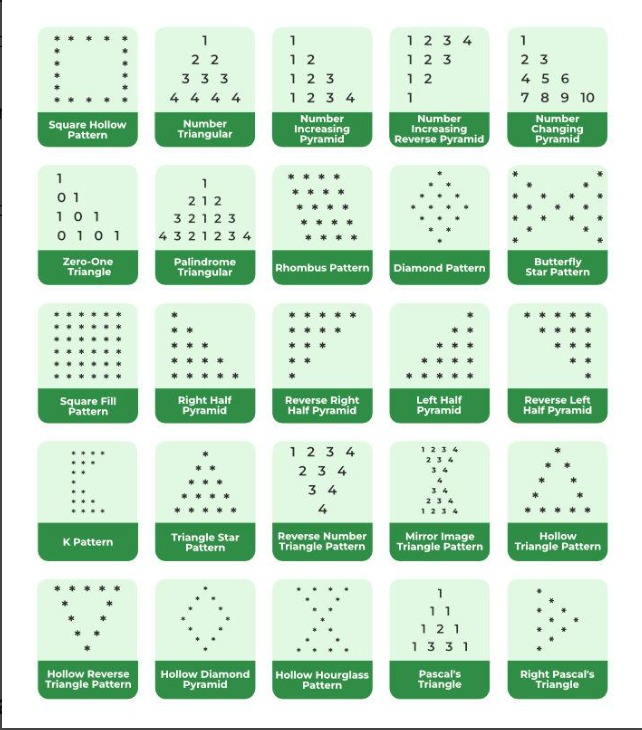 Square Hollow
Pattern
1
2 2
3 3 3
4 4 4 4
Number
Triangular
1
1 2
1 2 3
1 2 3 4
Number
Increasing
Pyramid
1 2 3 4
1 2 3
1 2
1
Number
Increasing
Reverse Pyramid
1
2 3
4 5 6
7 8 9 10
Number
Changing
Pyramid
1
0 1
1 0 1
0 1 0 1
Zero-One
Triangle
1
2 1 2
3 2 1 2 3
4 3 2 1 2 3 4
Palindrome
Triangular
Rhombus Pattern
Diamond Pattern
Butterfly
Star Pattern
Square Fill
Pattern
Right Half
Pyramid
Reverse Right
Half Pyramid
Left Half
Pyramid
Reverse Left
Half Pyramid
K Pattern
Triangle Star
Pattern
1 2 3 4
2 3 4
3 4
4
Reverse Number
Triangle Pattern
1 2 3 4
2 3 4
3 4
4
3 4
2 3 4
1 2 3 4
Mirror Image
Triangle Pattern
Hollow
Triangle Pattern
Hollow Reverse
Triangle Pattern
Hollow Diamond
Pyramid
Hollow Hourglass
Pattern
1
1 1
1 2 1
1 3 3 1
Pascal's
Triangle
Right Pascal's
Triangle